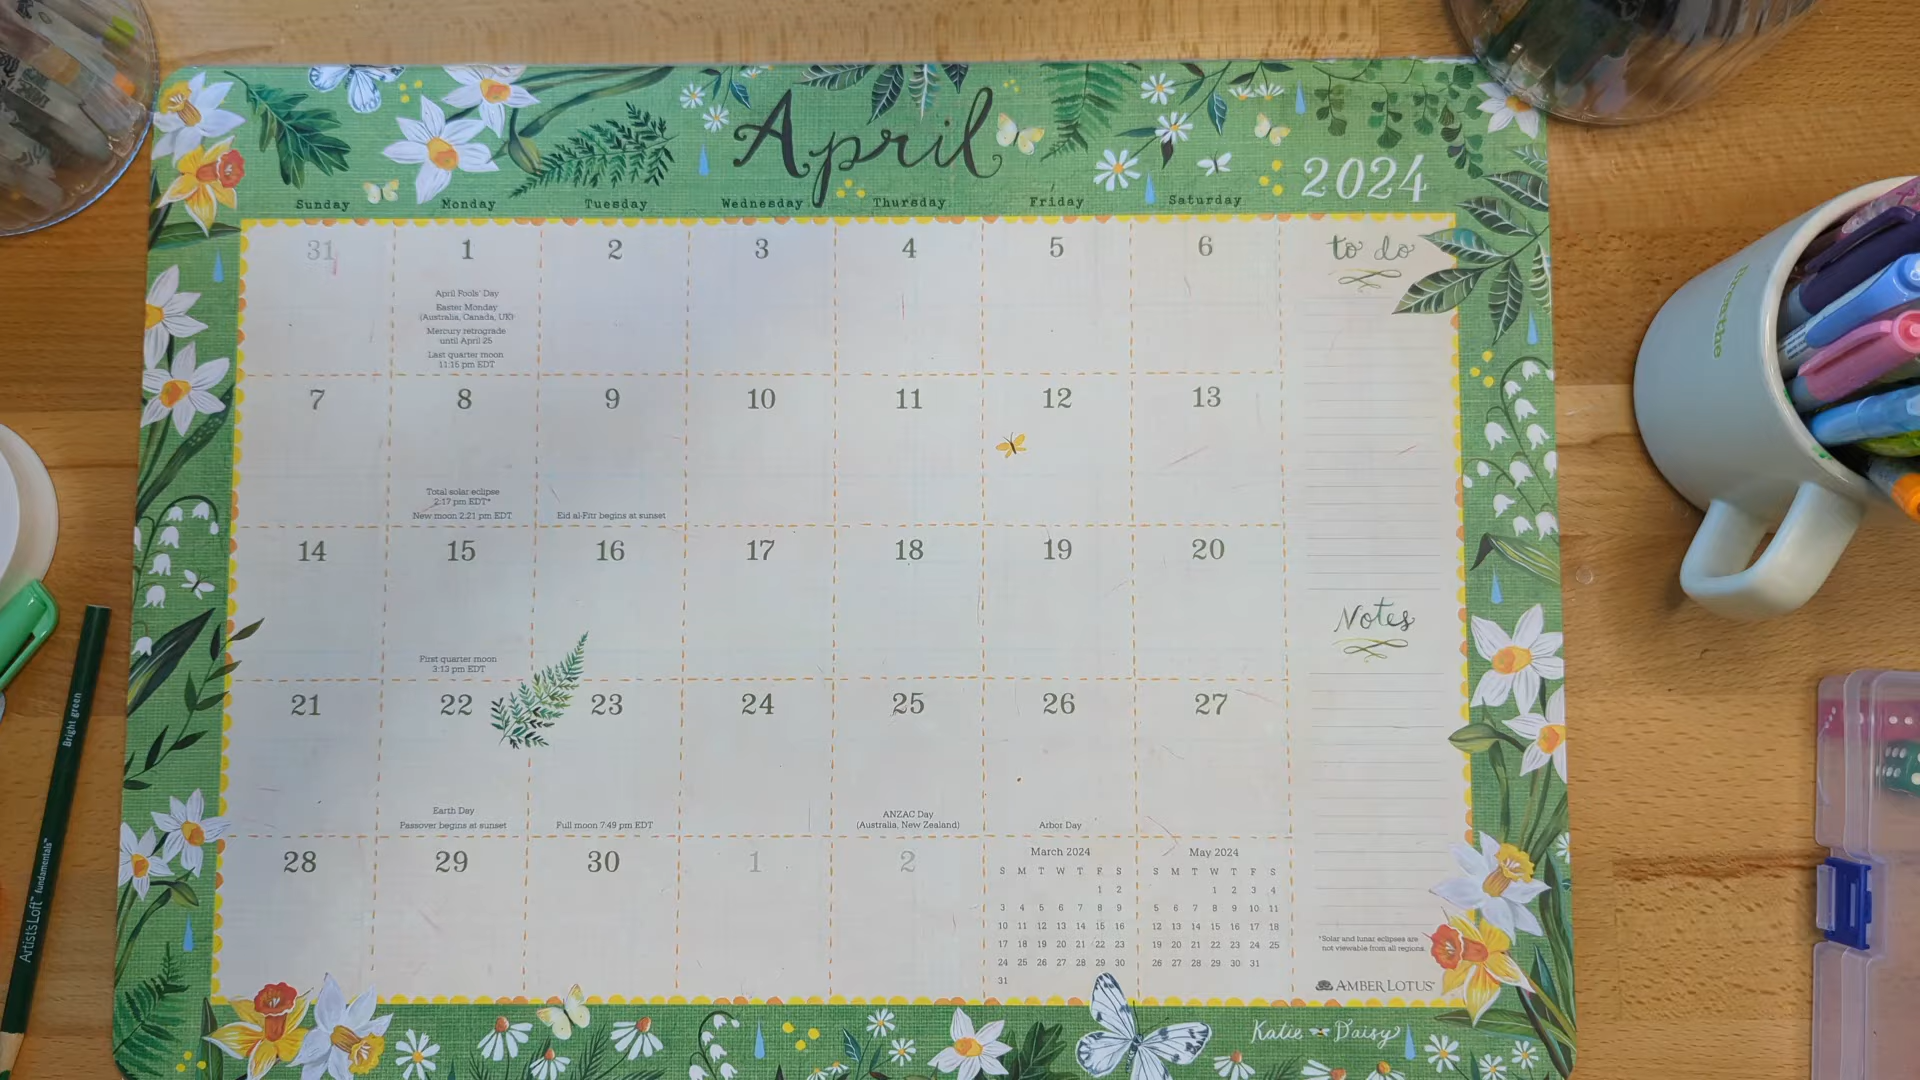 April
2024
Sunday Monday Tuesday Wednesday Thursday Friday Saturday
31 1 2 3 4 5 6
to do
April Fools' Day
Easter Monday
(Australia, Canada, UK)
Mercury retrograde
until April 25
Last quarter moon
11:15 pm EDT
7 8 9 10 11 12 13
Total solar eclipse
2:17 pm EDT*
New moon 2:21 pm EDT
Eid al-Fitr begins at sunset
14 15 16 17 18 19 20
Notes
First quarter moon
3:13 pm EDT
21 22 23 24 25 26 27
Earth Day
Passover begins at sunset
Full moon 7:49 pm EDT
ANZAC Day
(Australia, New Zealand)
Arbor Day
28 29 30 1 2
March 2024
S M T W T F S
1 2
3 4 5 6 7 8 9
10 11 12 13 14 15 16
17 18 19 20 21 22 23
24 25 26 27 28 29 30
31
May 2024
S M T W T F S
1 2 3 4
5 6 7 8 9 10 11
12 13 14 15 16 17 18
19 20 21 22 23 24 25
26 27 28 29 30 31
*Solar and lunar eclipses are
not viewable from all regions.
AMBER LOTUS
Katie Daisy
Artist's Loft™ fundamentals™ Bright green